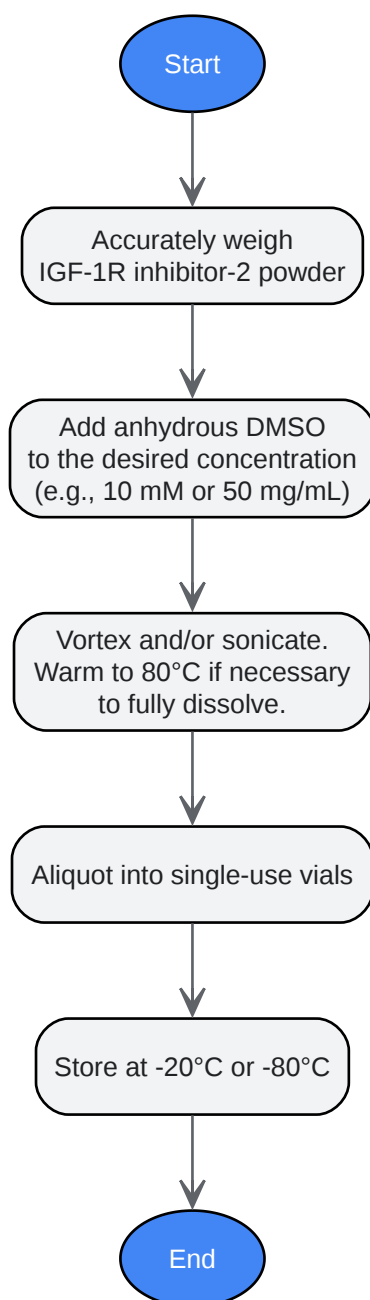 Start
Accurately weigh
IGF-1R inhibitor-2 powder
Add anhydrous DMSO
to the desired concentration
(e.g., 10 mM or 50 mg/mL)
Vortex and/or sonicate.
Warm to 80°C if necessary
to fully dissolve.
Aliquot into single-use vials
Store at -20°C or -80°C
End